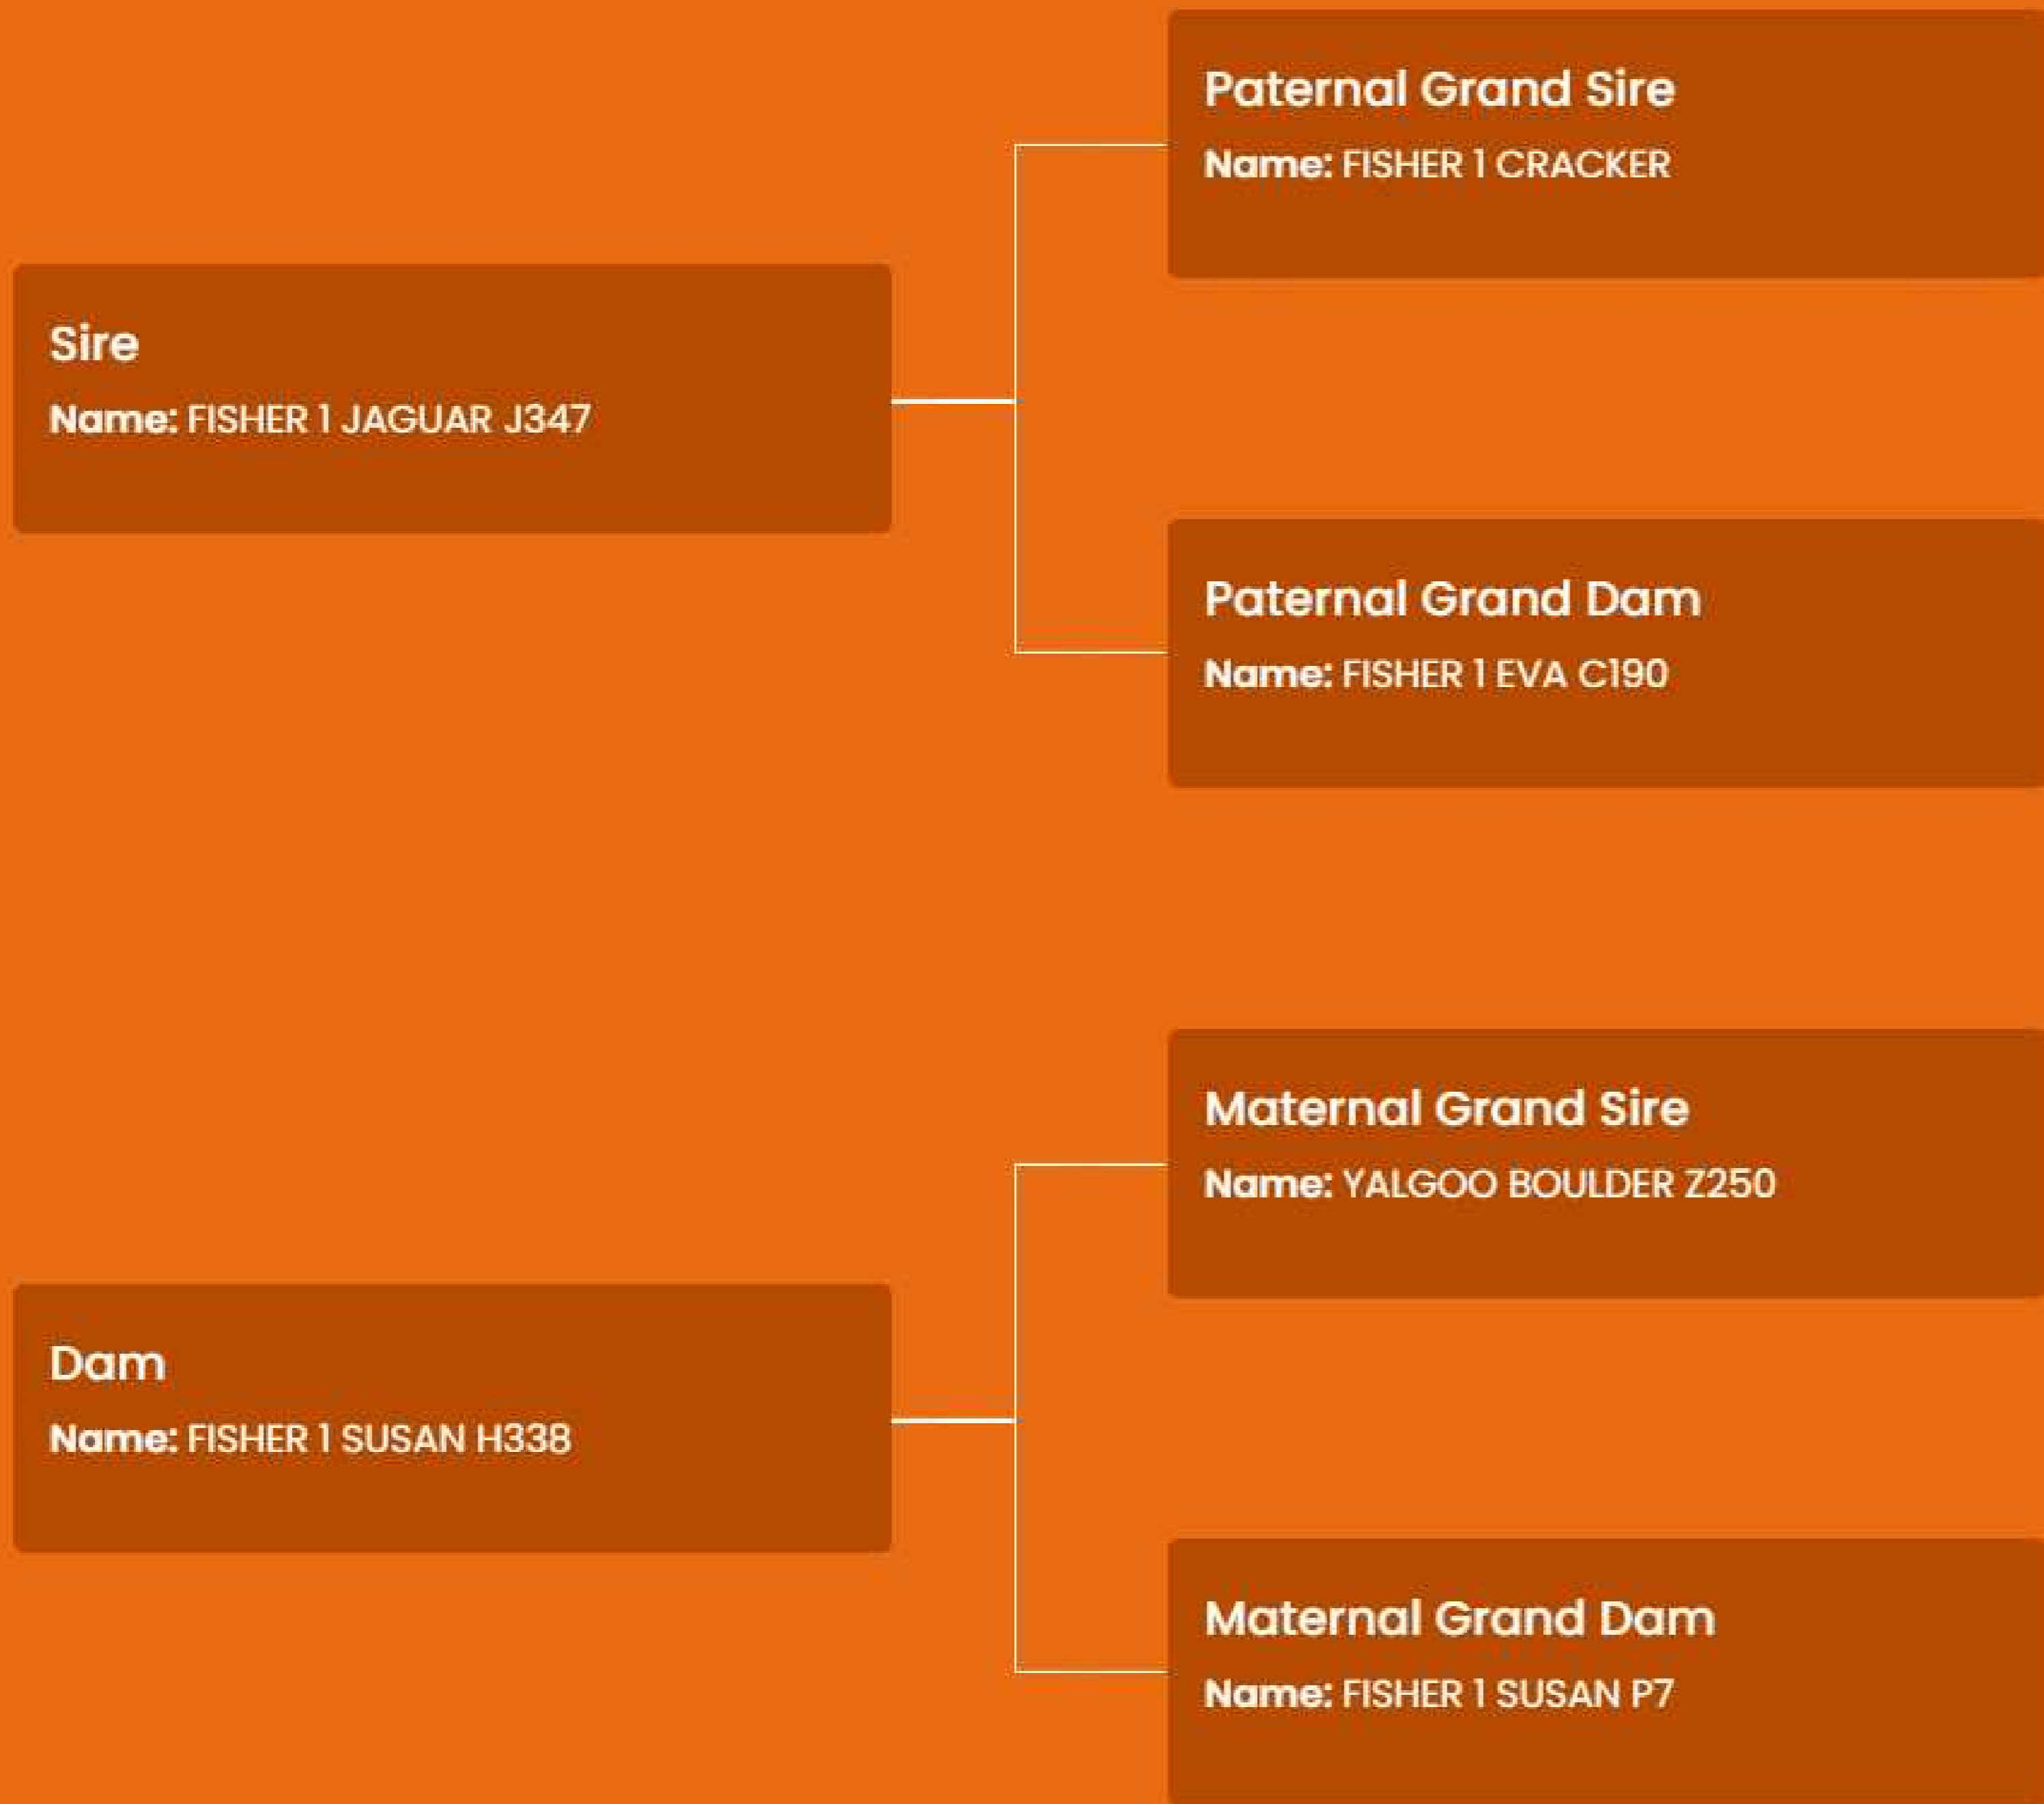 Paternal Grand Sire
Name: FISHER 1 CRACKER
Sire
Name: FISHER 1 JAGUAR J347
Paternal Grand Dam
Name: FISHER 1 EVA C190
Maternal Grand Sire
Name: YALGOO BOULDER Z250
Dam
Name: FISHER 1 SUSAN H338
Maternal Grand Dam
Name: FISHER 1 SUSAN P7